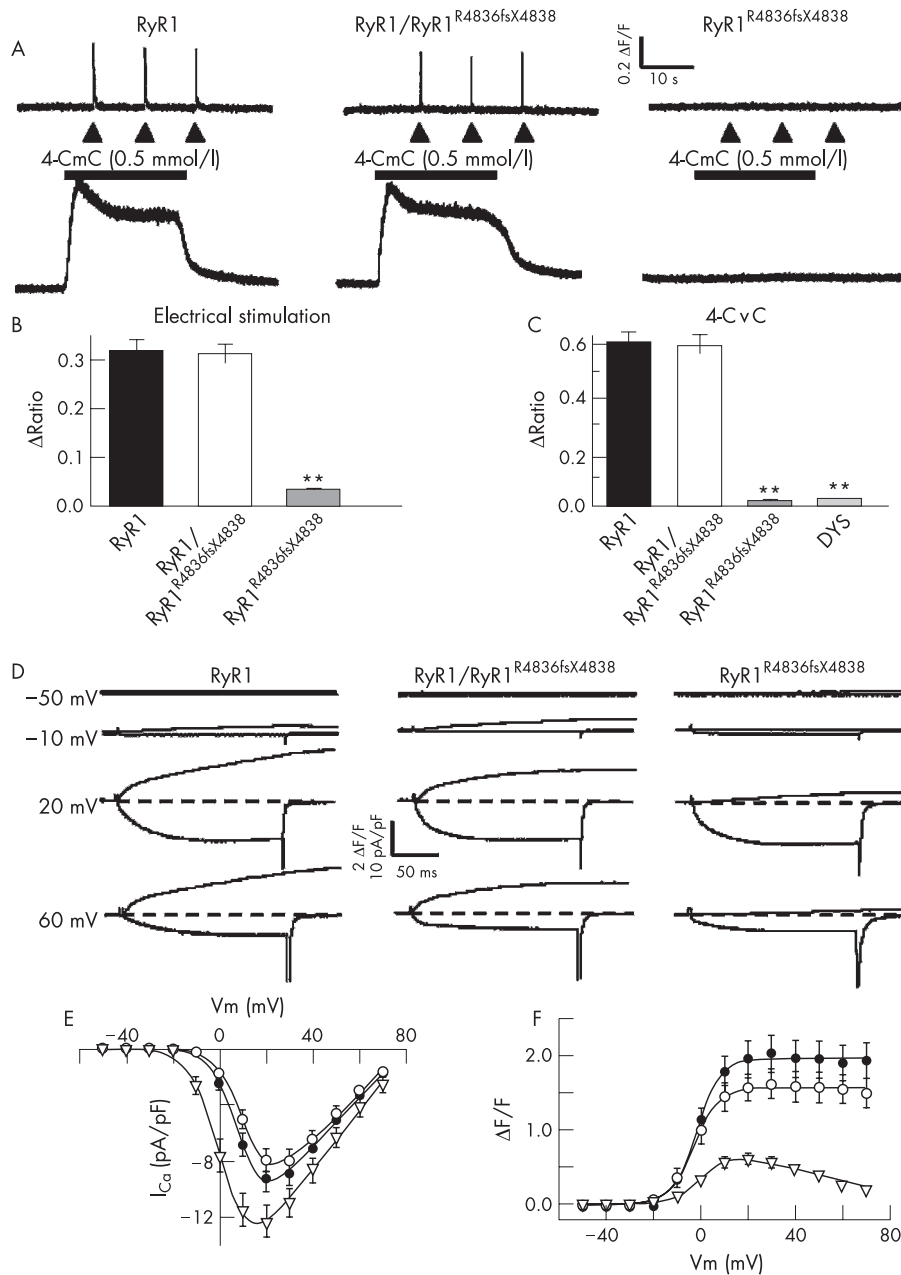 A
RyR1
RyR1/RyR1R4836fsX4838
RyR1R4836fsX4838
0.2 ΔF/F
10 s
4-CmC (0.5 mmol/l)
4-CmC (0.5 mmol/l)
4-CmC (0.5 mmol/l)
B
Electrical stimulation
ΔRatio
0.3
0.2
0.1
0.0
**
RyR1
RyR1/
RyR1R4836fsX4838
RyR1R4836fsX4838
C
4-C v C
ΔRatio
0.6
0.4
0.2
0.0
**
**
RyR1
RyR1/
RyR1R4836fsX4838
RyR1R4836fsX4838
DYS
D
RyR1
RyR1/RyR1R4836fsX4838
RyR1R4836fsX4838
−50 mV
−10 mV
20 mV
60 mV
2 ΔF/F
10 pA/pF
50 ms
E
Vm (mV)
−40
0
40
80
ICa (pA/pF)
−8
−12
F
ΔF/F
2.0
1.0
0.0
−40
0
40
80
Vm (mV)